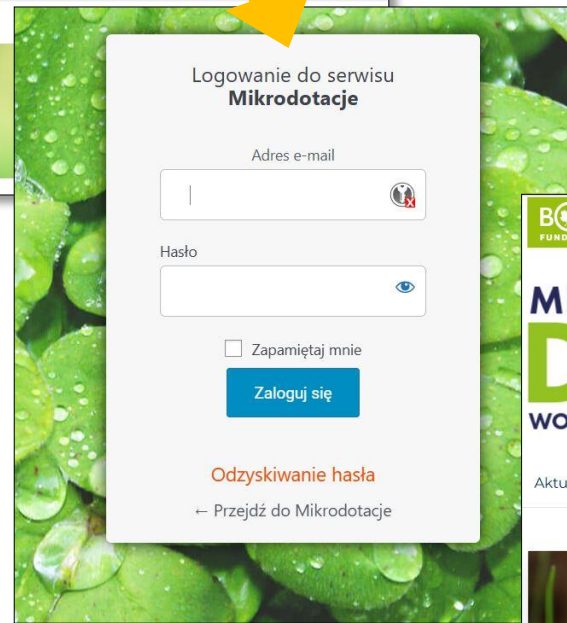 Logowanie do serwisu
Mikrodotacje
Adres e-mail
Hasło
Zapamiętaj mnie
Zaloguj się
Odzyskiwanie hasła
← Przejdź do Mikrodotacje